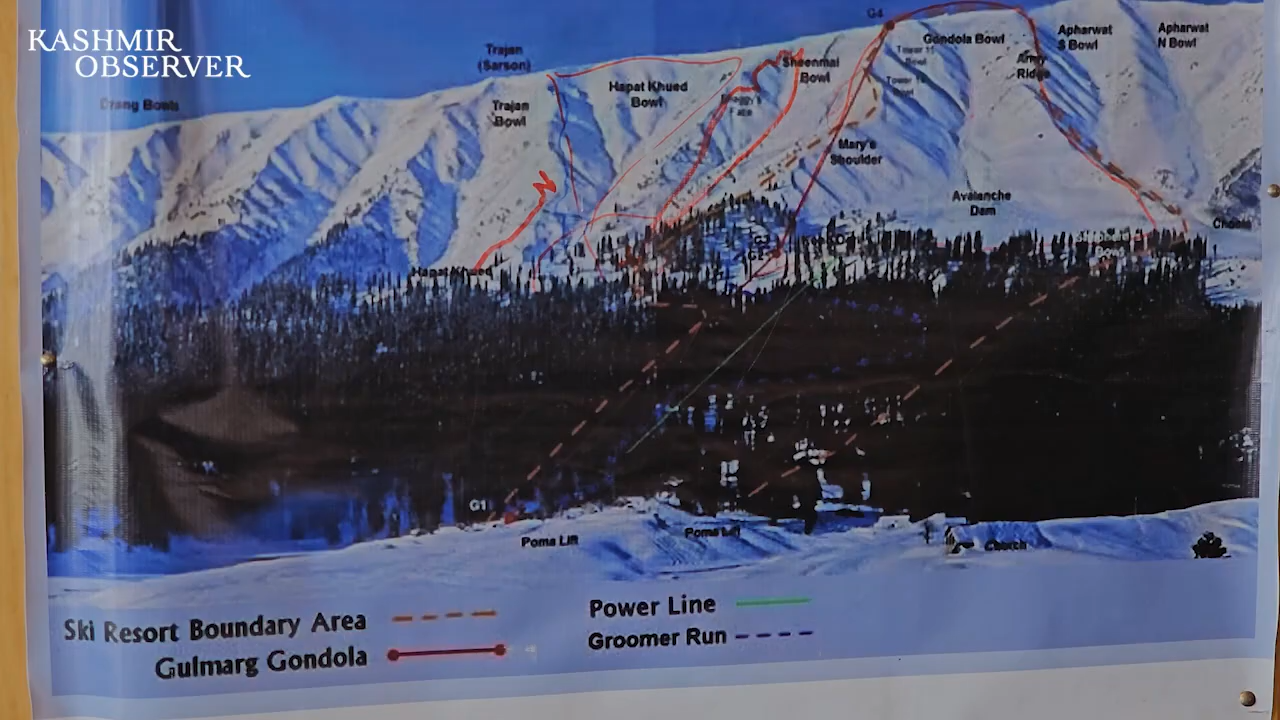 KASHMIR
OBSERVER
G4
Gondola Bowl
Apharwat
S Bowl
Apharwat
N Bowl
Trajan
(Sarson)
Sheenmai
Bowl
Army
Ridge
Drang Bowls
Trajan
Bowl
Hapat Khued
Bowl
Mary's
Shoulder
Avalanche
Dam
Hapat Khued
G1
Poma Lift
Poma Lift
Church
Ski Resort Boundary Area
Gulmarg Gondola
Power Line
Groomer Run